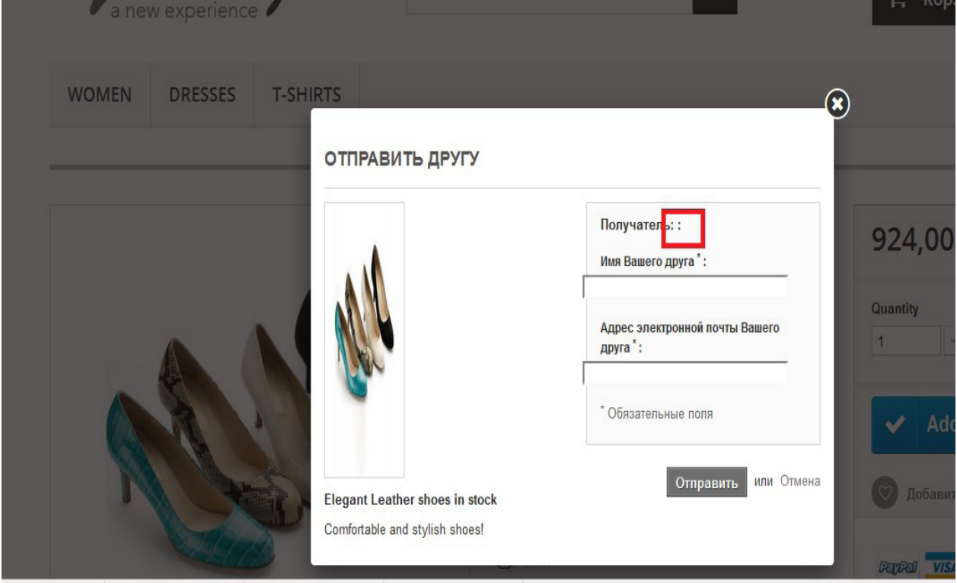 a new experience
WOMEN DRESSES T-SHIRTS
ОТПРАВИТЬ ДРУГУ
Получатель: :
Имя Вашего друга * :
Адрес электронной почты Вашего
друга * :
* Обязательные поля
Отправить или Отмена
Elegant Leather shoes in stock
Comfortable and stylish shoes!
924,00
Quantity
1
PayPal